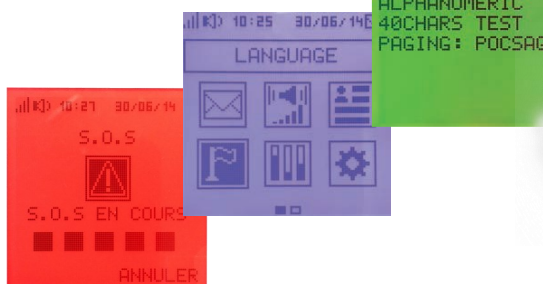 ALPHANUMERIC
40CHARS TEST
PAGING: POCSAG
10:25 30/06/14
LANGUAGE
10:27 30/06/14
S.O.S
S.O.S EN COURS
ANNULER